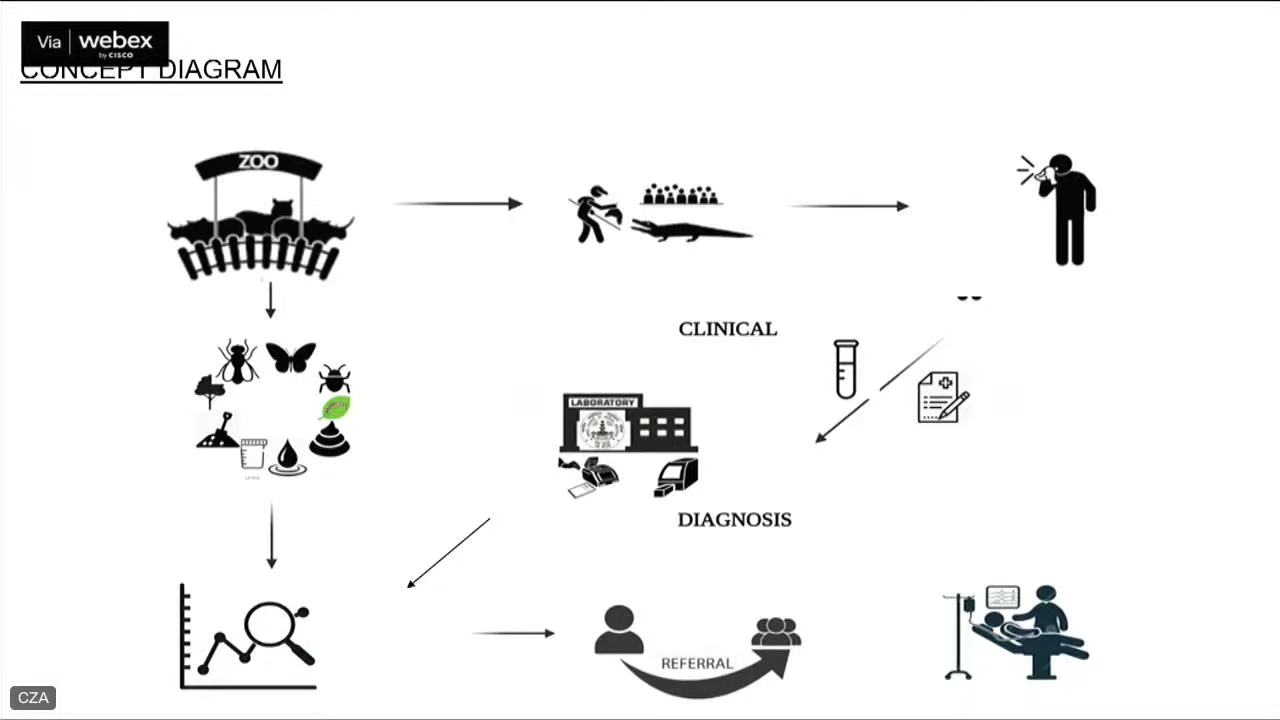 Via webex
by CISCO
CONCEPT DIAGRAM
ZOO
CLINICAL
LABORATORY
DIAGNOSIS
REFERRAL
CZA